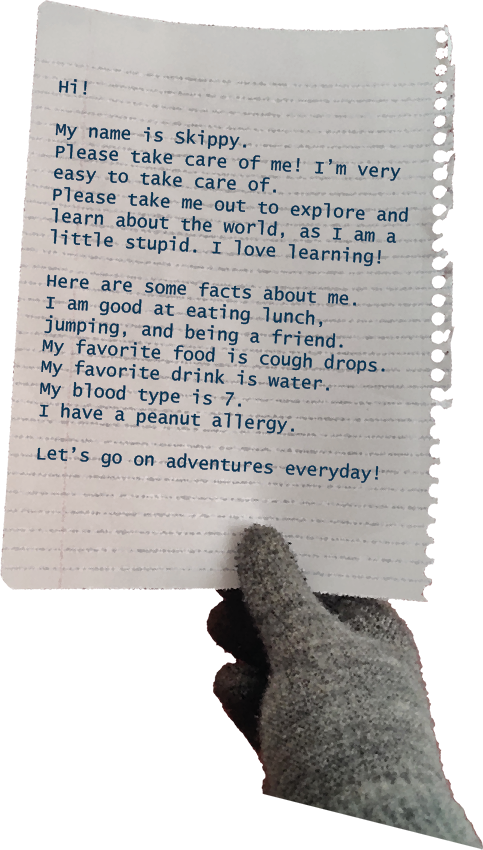 Hi!
My name is Skippy.
Please take care of me! I'm very
easy to take care of.
Please take me out to explore and
learn about the world, as I am a
little stupid. I love learning!
Here are some facts about me.
I am good at eating lunch,
jumping, and being a friend.
My favorite food is cough drops.
My favorite drink is water.
My blood type is 7.
I have a peanut allergy.
Let's go on adventures everyday!